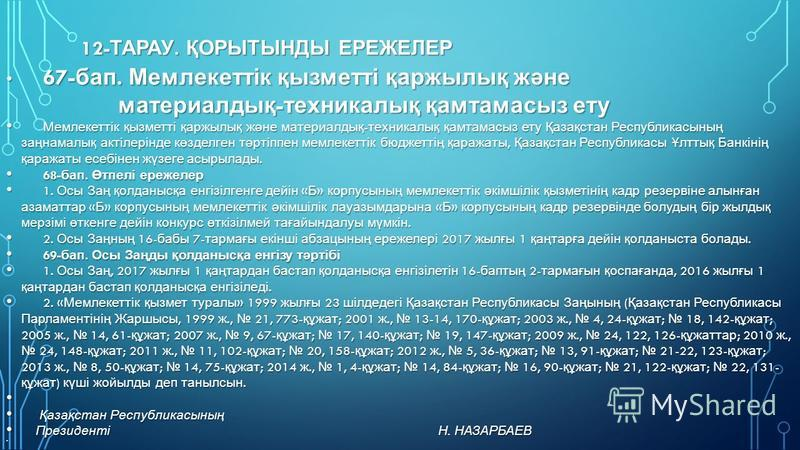 12-ТАРАУ. ҚОРЫТЫНДЫ ЕРЕЖЕЛЕР
• 67-бап. Мемлекеттік қызметті қаржылық және
материалдық-техникалық қамтамасыз ету
• Мемлекеттік қызметті қаржылық және материалдық-техникалық қамтамасыз ету Қазақстан Республикасының
заңнамалық актілерінде көзделген тәртіппен мемлекеттік бюджеттің қаражаты, Қазақстан Республикасы Ұлттық Банкінің
қаражаты есебінен жүзеге асырылады.
• 68-бап. Өтпелі ережелер
• 1. Осы Заң қолданысқа енгізілгенге дейін «Б» корпусының мемлекеттік әкімшілік қызметінің кадр резервіне алынған
азаматтар «Б» корпусының мемлекеттік әкімшілік лауазымдарына «Б» корпусының кадр резервінде болудың бір жылдық
мерзімі өткенге дейін конкурс өткізілмей тағайындалуы мүмкін.
• 2. Осы Заңның 16-бабы 7-тармағы екінші абзацының ережелері 2017 жылғы 1 қаңтарға дейін қолданыста болады.
• 69-бап. Осы Заңды қолданысқа енгізу тәртібі
• 1. Осы Заң, 2017 жылғы 1 қаңтардан бастап қолданысқа енгізілетін 16-баптың 2-тармағын қоспағанда, 2016 жылғы 1
қаңтардан бастап қолданысқа енгізіледі.
• 2. «Мемлекеттік қызмет туралы» 1999 жылғы 23 шілдедегі Қазақстан Республикасы Заңының (Қазақстан Республикасы
Парламентінің Жаршысы, 1999 ж., № 21, 773-құжат; 2001 ж., № 13-14, 170-құжат; 2003 ж., № 4, 24-құжат; № 18, 142-құжат;
2005 ж., № 14, 61-құжат; 2007 ж., № 9, 67-құжат; № 17, 140-құжат; № 19, 147-құжат; 2009 ж., № 24, 122, 126-құжаттар; 2010 ж.,
№ 24, 148-құжат; 2011 ж., № 11, 102-құжат; № 20, 158-құжат; 2012 ж., № 5, 36-құжат; № 13, 91-құжат; № 21-22, 123-құжат;
2013 ж., № 8, 50-құжат; № 14, 75-құжат; 2014 ж., № 1, 4-құжат; № 14, 84-құжат; № 16, 90-құжат; № 21, 122-құжат; № 22, 131-
құжат) күші жойылды деп танылсын.
•
• Қазақстан Республикасының
• Президенті Н. НАЗАРБАЕВ
•
MyShared